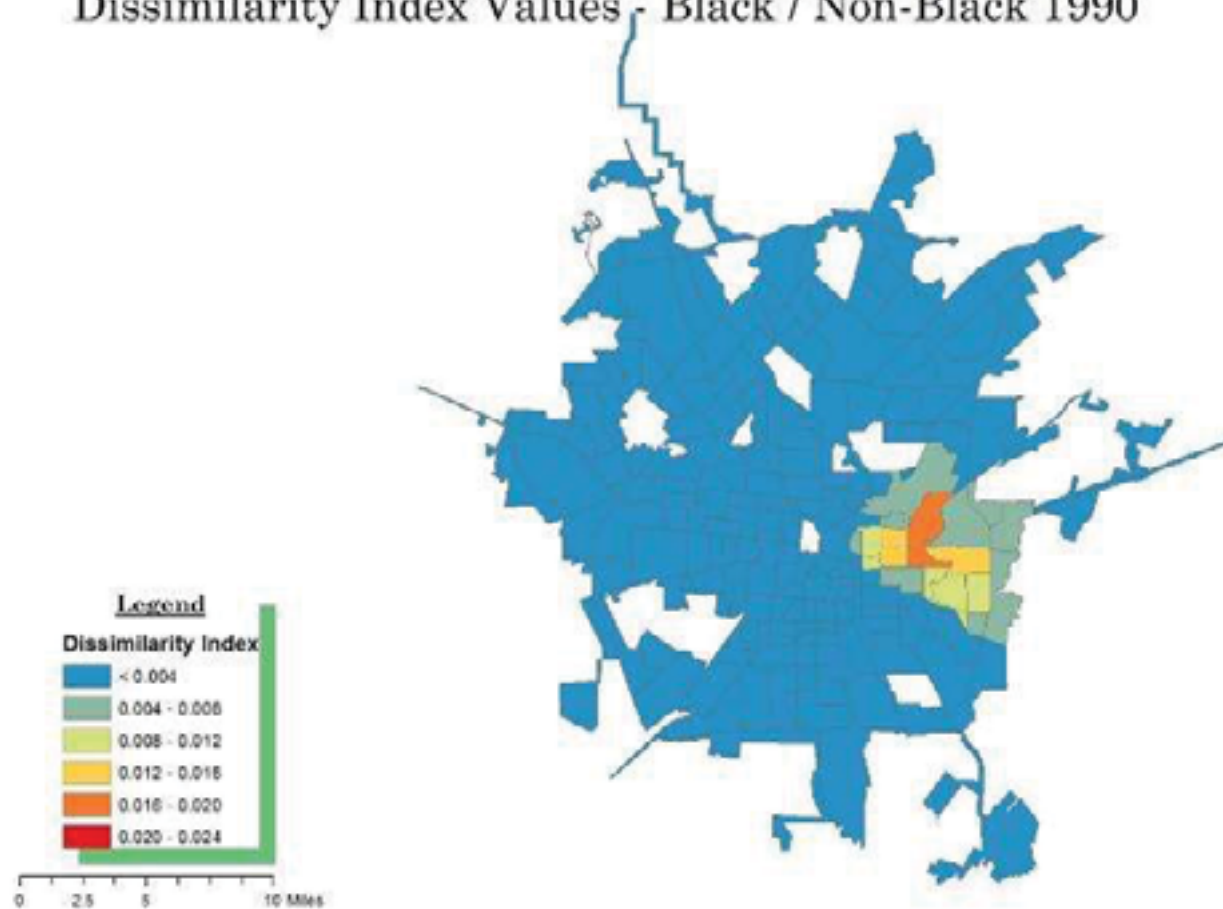 Dissimilarity Index Values - Black / Non-Black 1990
Legend
Dissimilarity Index
< 0.004
0.004 - 0.008
0.008 - 0.012
0.012 - 0.016
0.016 - 0.020
0.020 - 0.024
0 2.5 5 10 Miles